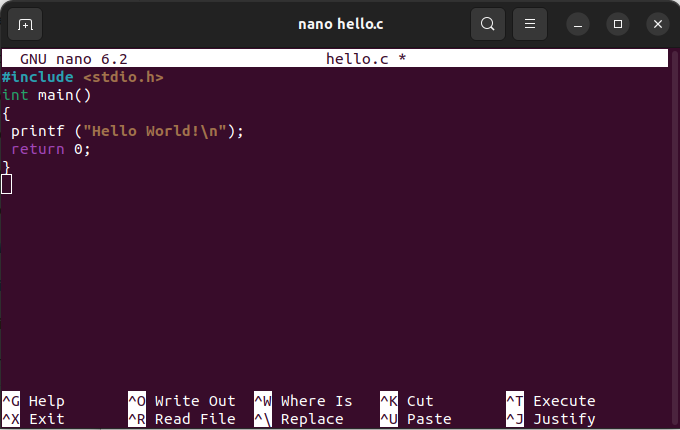 nano hello.c
GNU nano 6.2 hello.c *
#include <stdio.h>
int main()
{
 printf ("Hello World!\n");
 return 0;
}
^G Help ^O Write Out ^W Where Is ^K Cut ^T Execute
^X Exit ^R Read File ^\ Replace ^U Paste ^J Justify